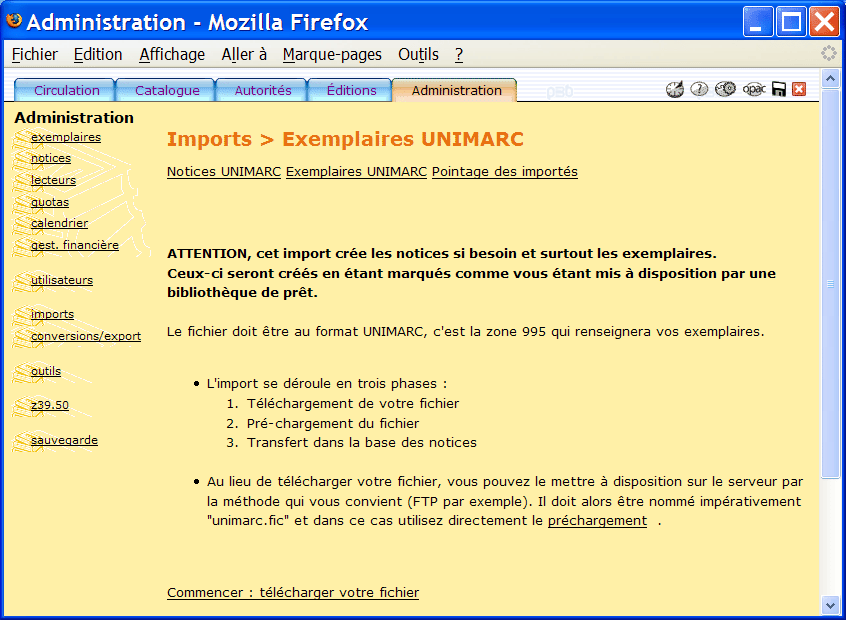 Administration - Mozilla Firefox
Fichier Edition Affichage Aller à Marque-pages Outils ?
Circulation Catalogue Autorités Éditions Administration pmb opac
Administration
exemplaires
notices
lecteurs
quotas
calendrier
gest. financière
utilisateurs
imports
conversions/export
outils
z39.50
sauvegarde
Imports > Exemplaires UNIMARC
Notices UNIMARC Exemplaires UNIMARC Pointage des importés
ATTENTION, cet import crée les notices si besoin et surtout les exemplaires.
Ceux-ci seront créés en étant marqués comme vous étant mis à disposition par une
bibliothèque de prêt.
Le fichier doit être au format UNIMARC, c'est la zone 995 qui renseignera vos exemplaires.
• L'import se déroule en trois phases :
1. Téléchargement de votre fichier
2. Pré-chargement du fichier
3. Transfert dans la base des notices
• Au lieu de télécharger votre fichier, vous pouvez le mettre à disposition sur le serveur par
la méthode qui vous convient (FTP par exemple). Il doit alors être nommé impérativement
"unimarc.fic" et dans ce cas utilisez directement le préchargement .
Commencer : télécharger votre fichier